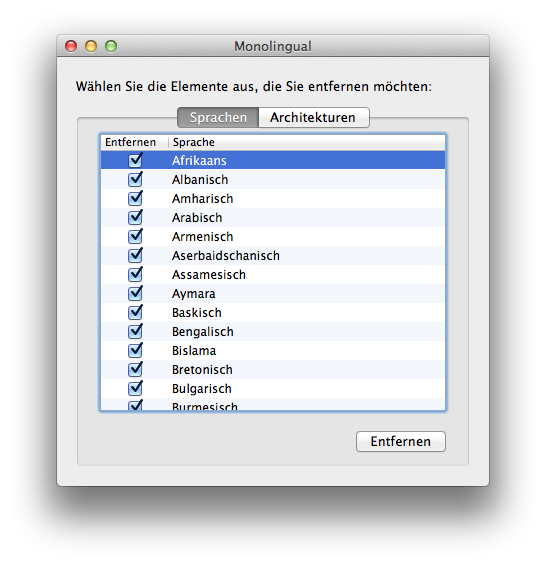 Monolingual
Wählen Sie die Elemente aus, die Sie entfernen möchten:
Sprachen Architekturen
Entfernen Sprache
Afrikaans
Albanisch
Amharisch
Arabisch
Armenisch
Aserbaidschanisch
Assamesisch
Aymara
Baskisch
Bengalisch
Bislama
Bretonisch
Bulgarisch
Burmesisch
Entfernen